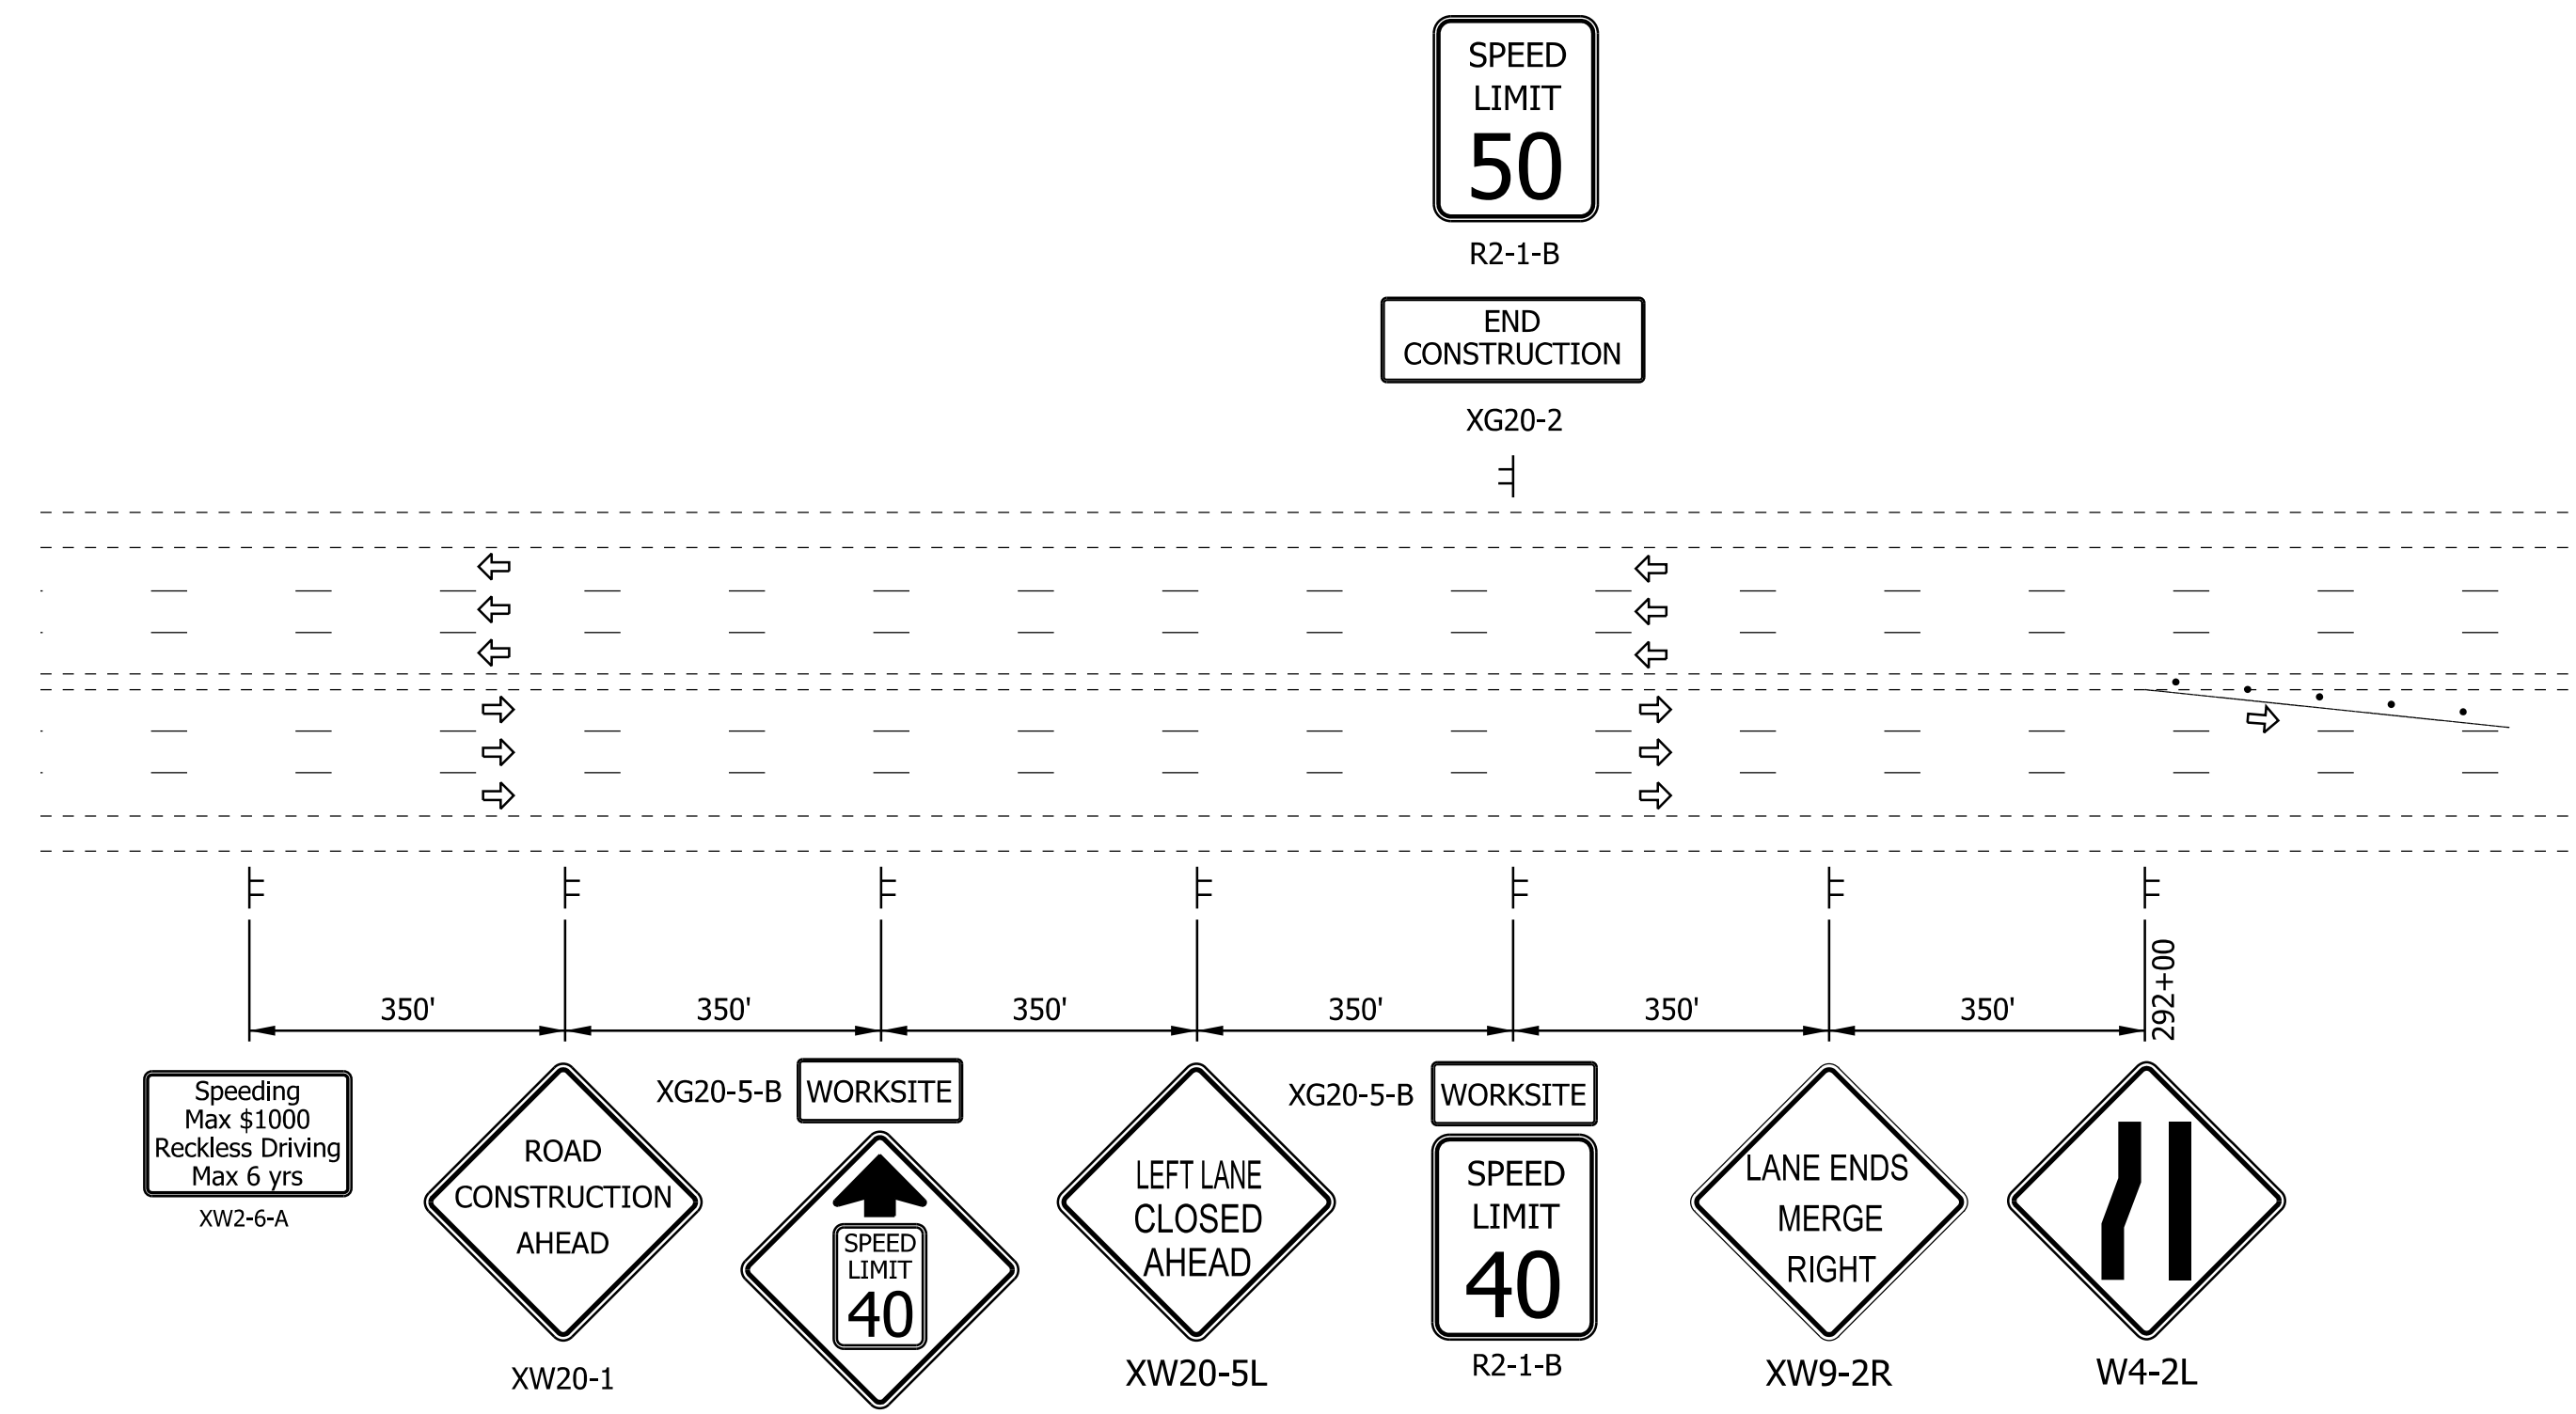 SPEED
LIMIT
50
R2-1-B
END
CONSTRUCTION
XG20-2
350'
350'
350'
350'
350'
350'
292+00
Speeding
Max $1000
Reckless Driving
Max 6 yrs
XW2-6-A
ROAD
CONSTRUCTION
AHEAD
XW20-1
XG20-5-B
WORKSITE
SPEED
LIMIT
40
LEFT LANE
CLOSED
AHEAD
XW20-5L
XG20-5-B
WORKSITE
SPEED
LIMIT
40
R2-1-B
LANE ENDS
MERGE
RIGHT
XW9-2R
W4-2L